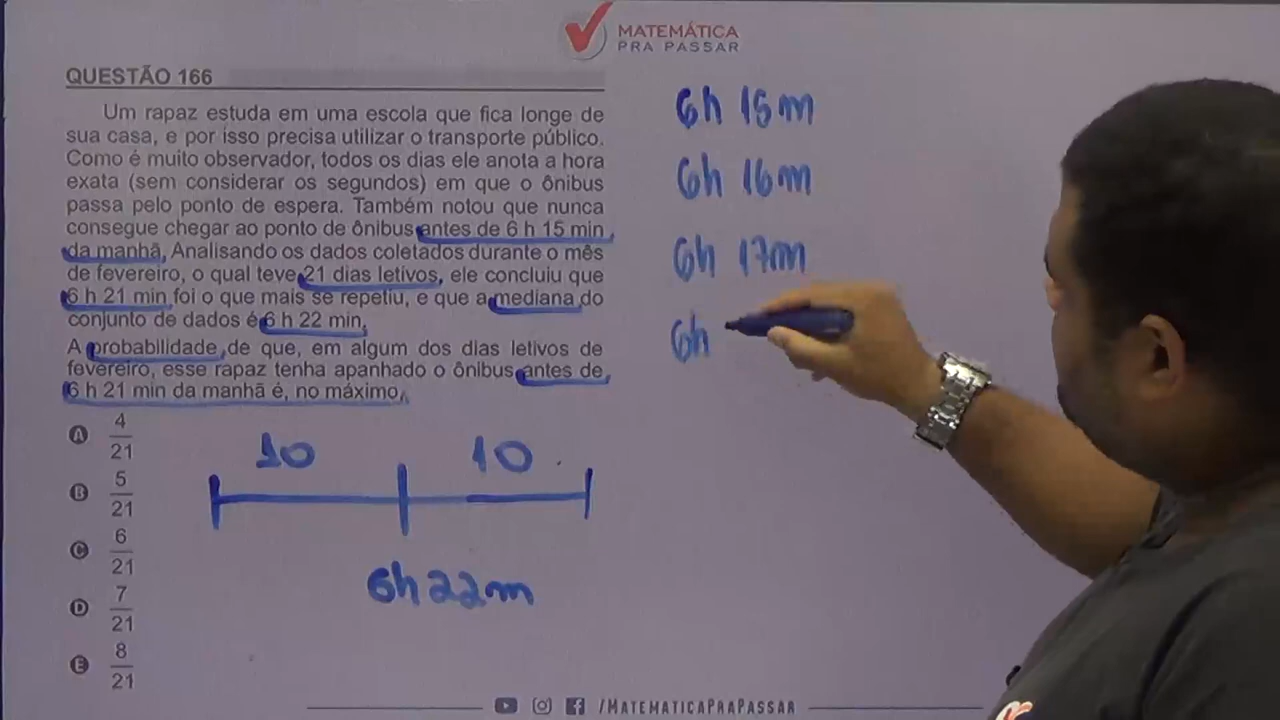 MATEMÁTICA
PRA PASSAR
QUESTÃO 166
Um rapaz estuda em uma escola que fica longe de
sua casa, e por isso precisa utilizar o transporte público.
Como é muito observador, todos os dias ele anota a hora
exata (sem considerar os segundos) em que o ônibus
passa pelo ponto de espera. Também notou que nunca
consegue chegar ao ponto de ônibus antes de 6 h 15 min
da manhã. Analisando os dados coletados durante o mês
de fevereiro, o qual teve 21 dias letivos, ele concluiu que
6 h 21 min foi o que mais se repetiu, e que a mediana do
conjunto de dados é 6 h 22 min.
A probabilidade de que, em algum dos dias letivos de
fevereiro, esse rapaz tenha apanhado o ônibus antes de
6 h 21 min da manhã é, no máximo,
A 4/21
B 5/21
C 6/21
D 7/21
E 8/21
10 10
6h 22m
6h 15m
6h 16m
6h 17m
6h
/MATEMATICAPRAPASSAR